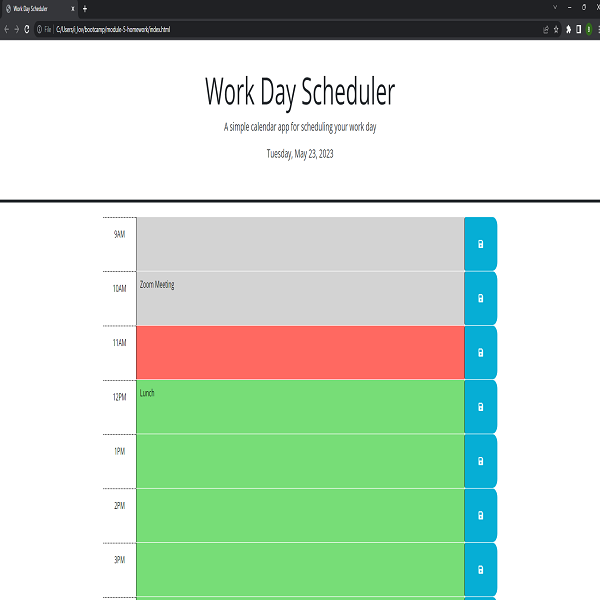 Work Day Scheduler
File C:/Users/i_loy/bootcamp/module-5-homework/index.html
Work Day Scheduler
A simple calendar app for scheduling your work day
Tuesday, May 23, 2023
9AM
10AM Zoom Meeting
11AM
12PM Lunch
1PM
2PM
3PM